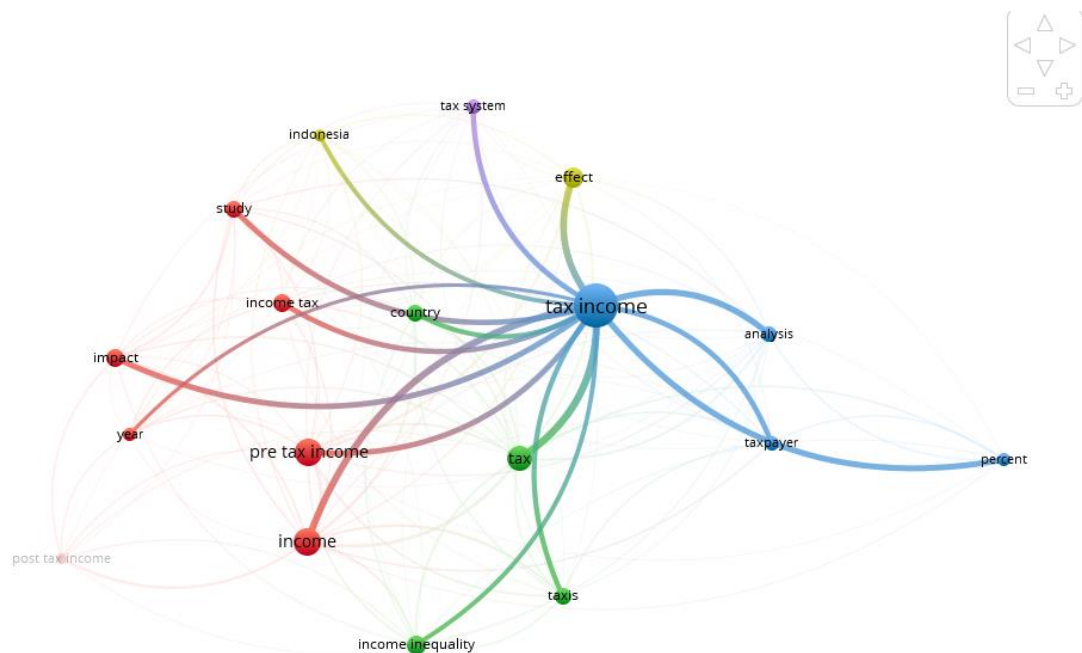 tax system
indonesia
effect
study
income tax
country
tax income
analysis
impact
year
pre tax income
tax
taxpayer
percent
income
post tax income
taxis
income inequality